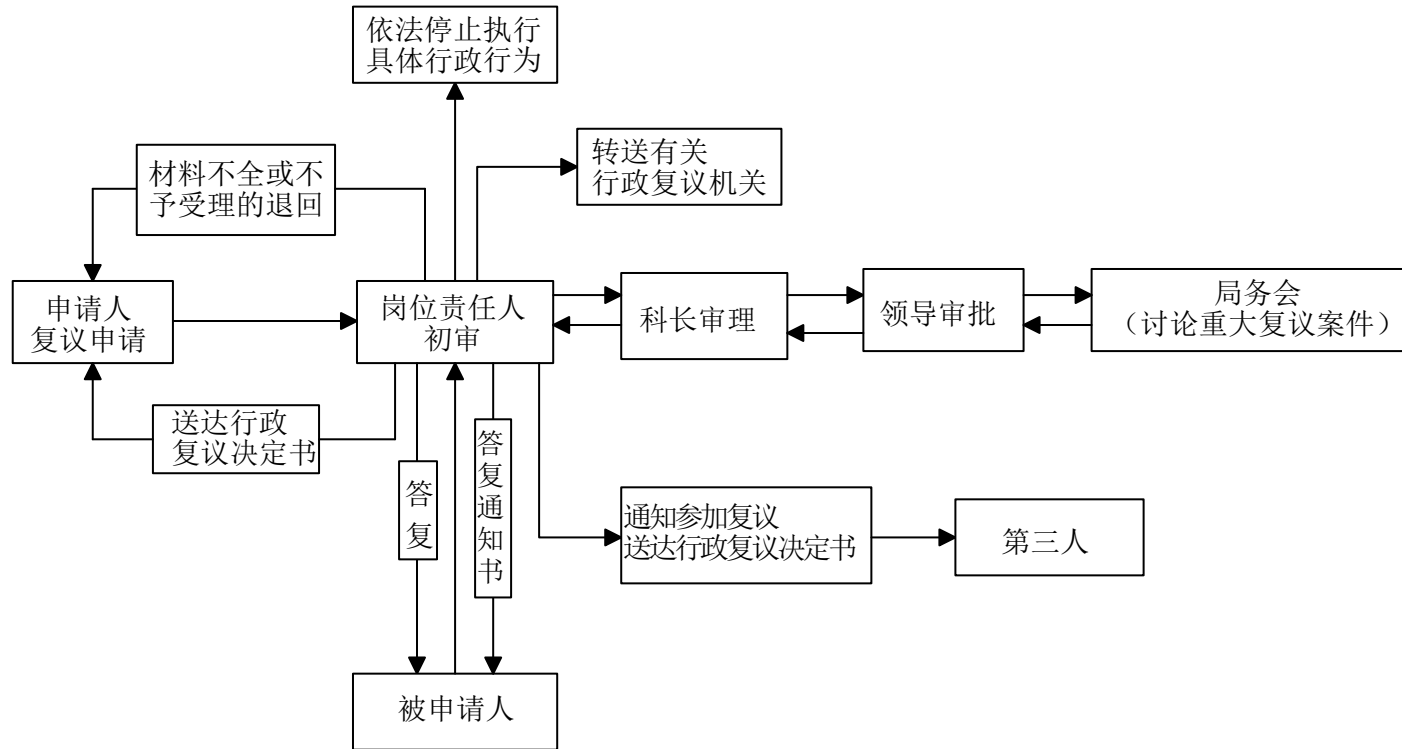 依法停止执行
具体行政行为
转送有关
行政复议机关
材料不全或不
予受理的退回
申请人
复议申请
岗位责任人
初审
科长审理
领导审批
局务会
（讨论重大复议案件）
送达行政
复议决定书
答复
答复通知书
通知参加复议
送达行政复议决定书
第三人
被申请人